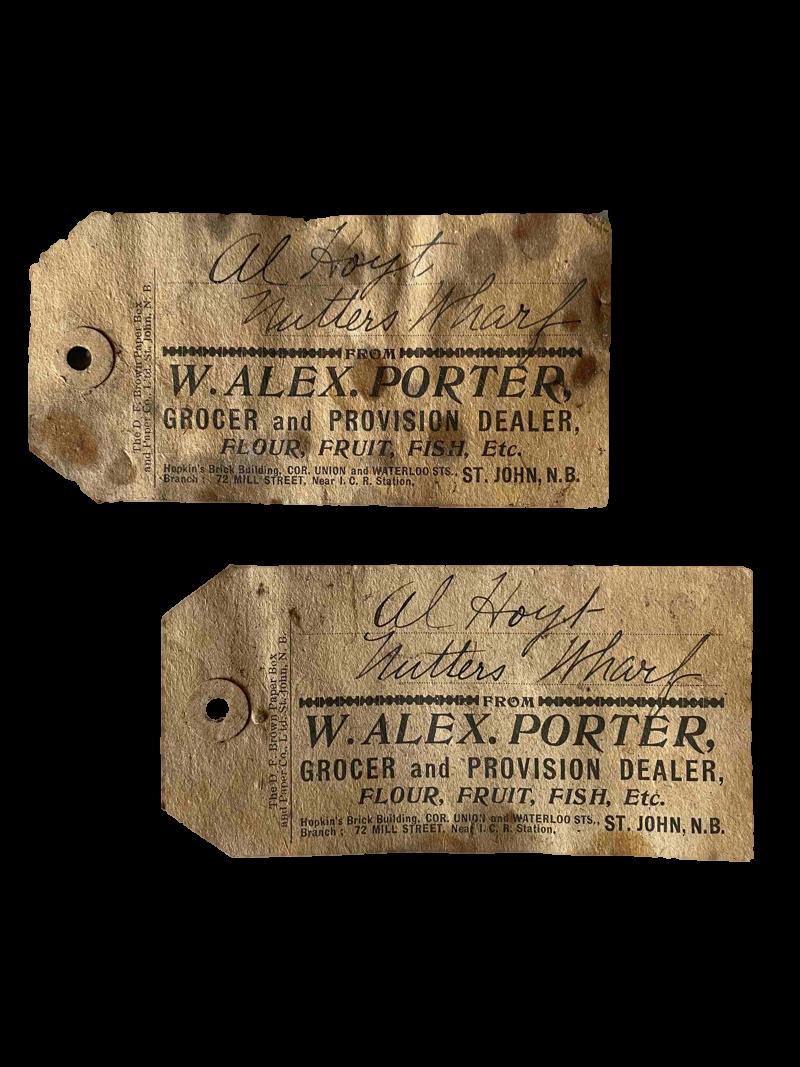 Al Hoyt
Nutters Wharf
FROM
W. ALEX. PORTER,
GROCER and PROVISION DEALER,
FLOUR, FRUIT, FISH, Etc.
Hopkin's Brick Building, COR. UNION and WATERLOO STS.,
Branch : 72 MILL STREET, Near I. C. R. Station,
ST. JOHN, N.B.
The D. F. Brown Paper Box
and Paper Co., Ltd. St. John, N. B.
Al Hoyt
Nutters Wharf
FROM
W. ALEX. PORTER,
GROCER and PROVISION DEALER,
FLOUR, FRUIT, FISH, Etc.
Hopkin's Brick Building, COR. UNION and WATERLOO STS.,
Branch : 72 MILL STREET, Near I. C. R. Station,
ST. JOHN, N.B.
The D. F. Brown Paper Box
and Paper Co., Ltd. St. John, N. B.